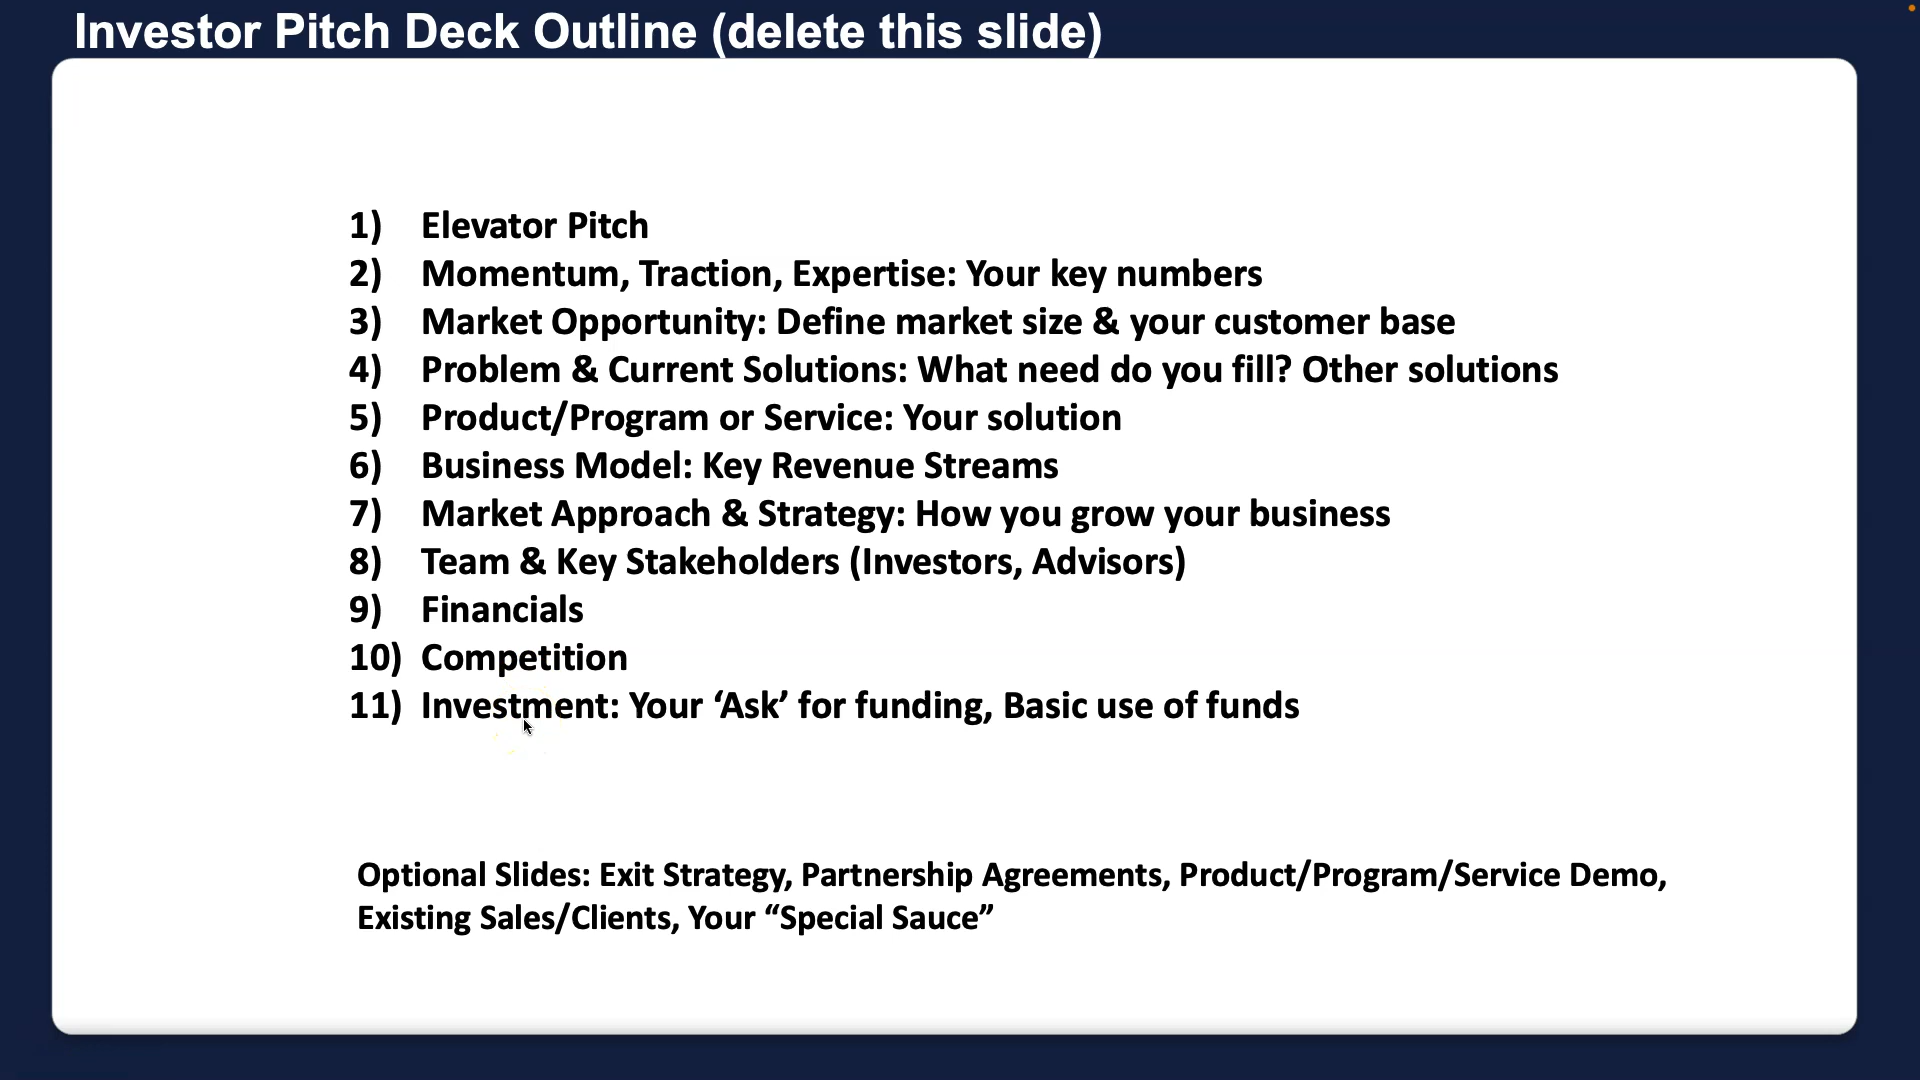 Investor Pitch Deck Outline (delete this slide)
1) Elevator Pitch
2) Momentum, Traction, Expertise: Your key numbers
3) Market Opportunity: Define market size & your customer base
4) Problem & Current Solutions: What need do you fill? Other solutions
5) Product/Program or Service: Your solution
6) Business Model: Key Revenue Streams
7) Market Approach & Strategy: How you grow your business
8) Team & Key Stakeholders (Investors, Advisors)
9) Financials
10) Competition
11) Investment: Your ‘Ask’ for funding, Basic use of funds
Optional Slides: Exit Strategy, Partnership Agreements, Product/Program/Service Demo,
Existing Sales/Clients, Your “Special Sauce”